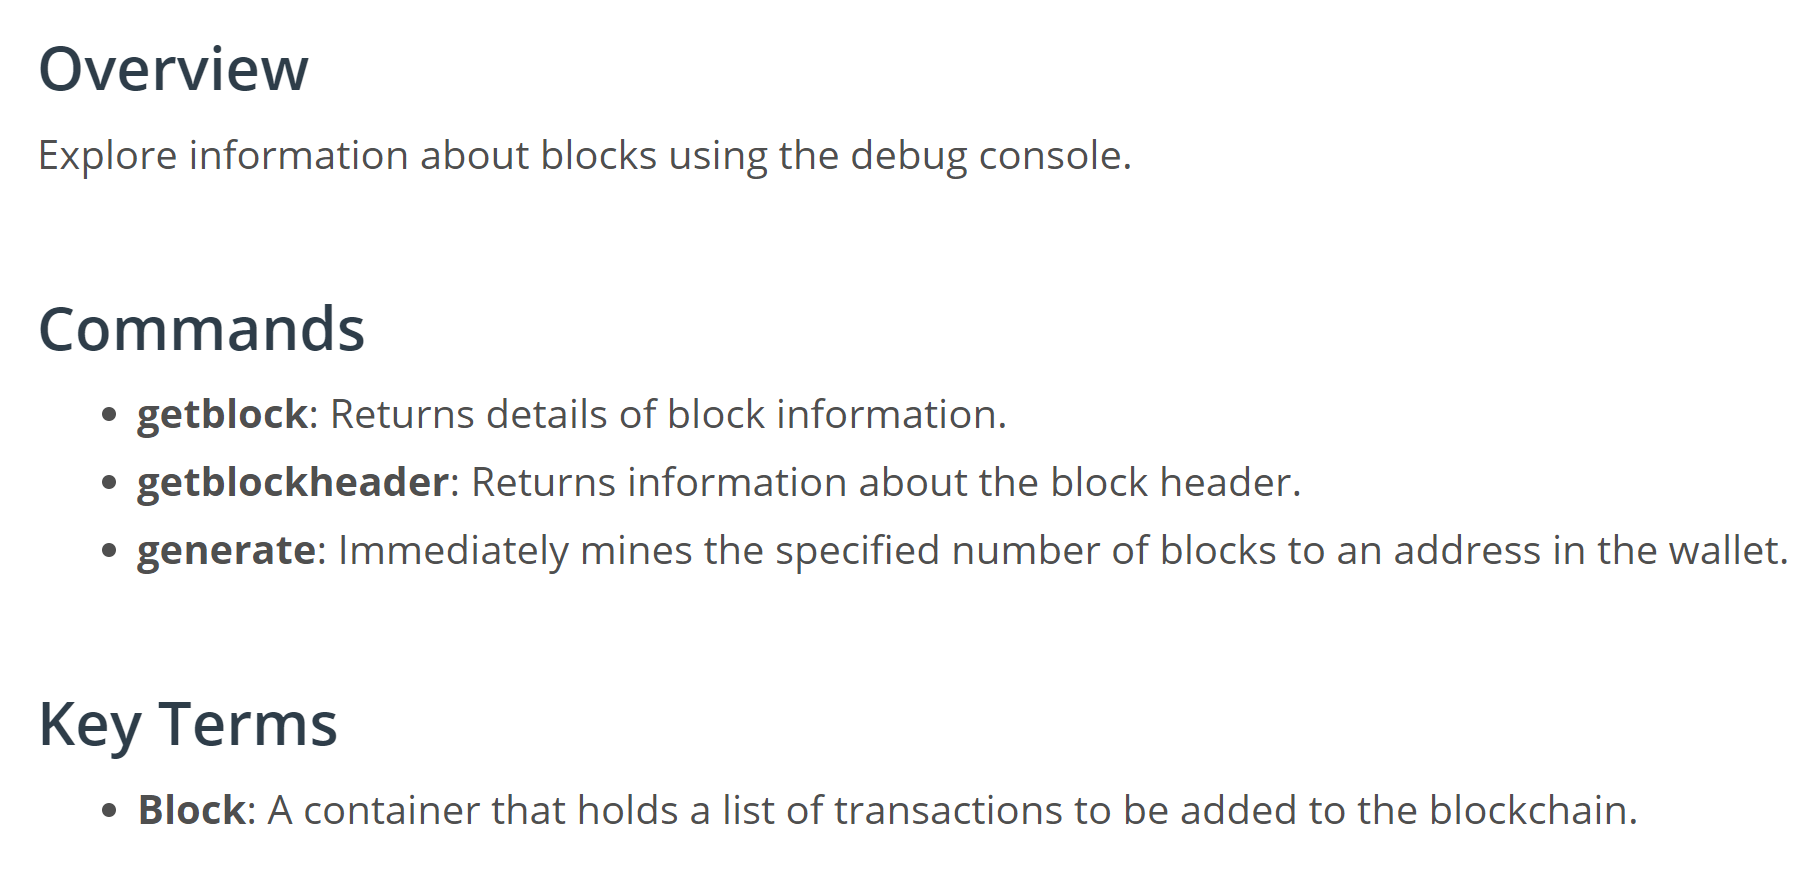 Overview
Explore information about blocks using the debug console.
Commands
• getblock: Returns details of block information.
• getblockheader: Returns information about the block header.
• generate: Immediately mines the specified number of blocks to an address in the wallet.
Key Terms
• Block: A container that holds a list of transactions to be added to the blockchain.